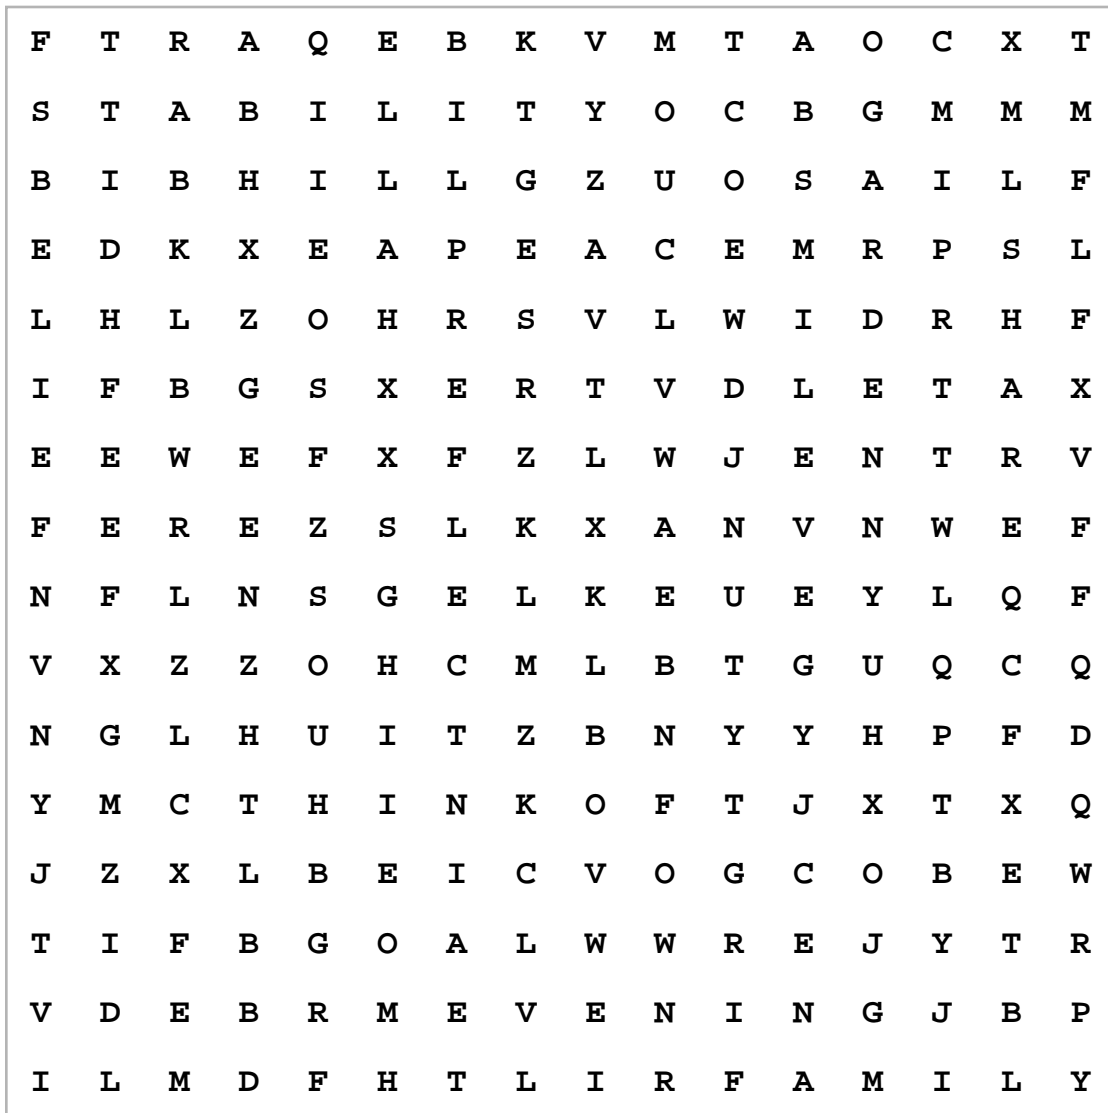 F T R A Q E B K V M T A O C X T
S T A B I L I T Y O C B G M M M
B I B H I L L G Z U O S A I L F
E D K X E A P E A C E M R P S L
L H L Z O H R S V L W I D R H F
I F B G S X E R T V D L E T A X
E E W E F X F Z L W J E N T R V
F E R E Z S L K X A N V N W E F
N F L N S G E L K E U E Y L Q F
V X Z Z O H C M L B T G U Q C Q
N G L H U I T Z B N Y Y H P F D
Y M C T H I N K O F T J X T X Q
J Z X L B E I C V O G C O B E W
T I F B G O A L W W R E J Y T R
V D E B R M E V E N I N G J B P
I L M D F H T L I R F A M I L Y